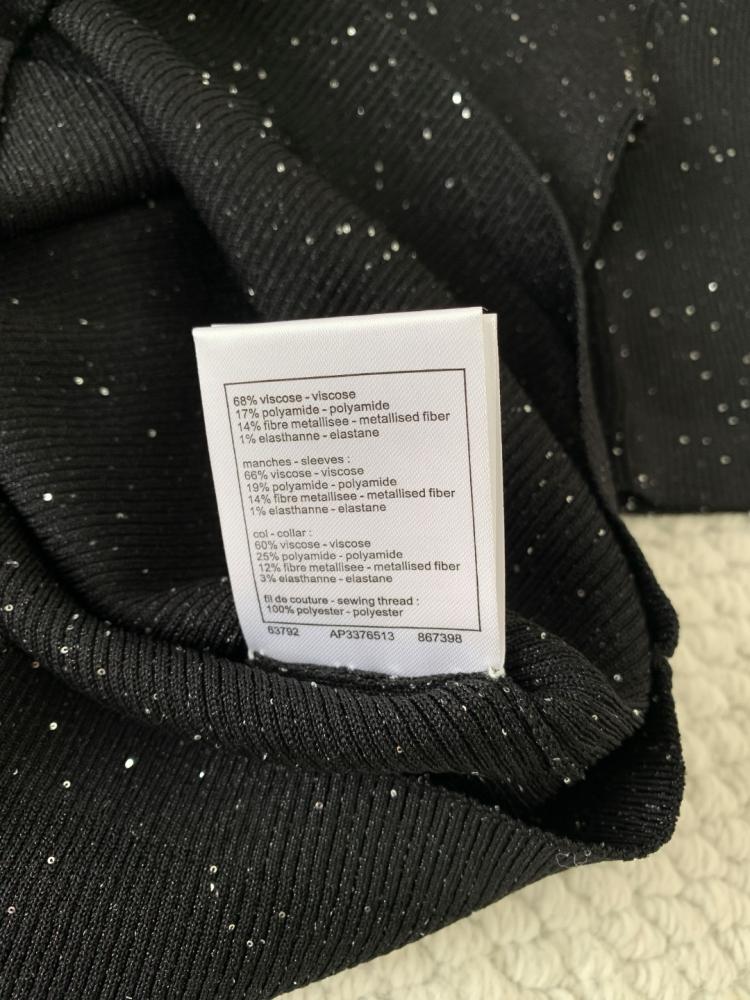 68% viscose - viscose
17% polyamide - polyamide
14% fibre metallisee - metallised fiber
1% elasthanne - elastane
manches - sleeves :
66% viscose - viscose
19% polyamide - polyamide
14% fibre metallisee - metallised fiber
1% elasthanne - elastane
col - collar :
60% viscose - viscose
25% polyamide - polyamide
12% fibre metallisee - metallised fiber
3% elasthanne - elastane
fil de couture - sewing thread :
100% polyester - polyester
63792 AP3376513 867398